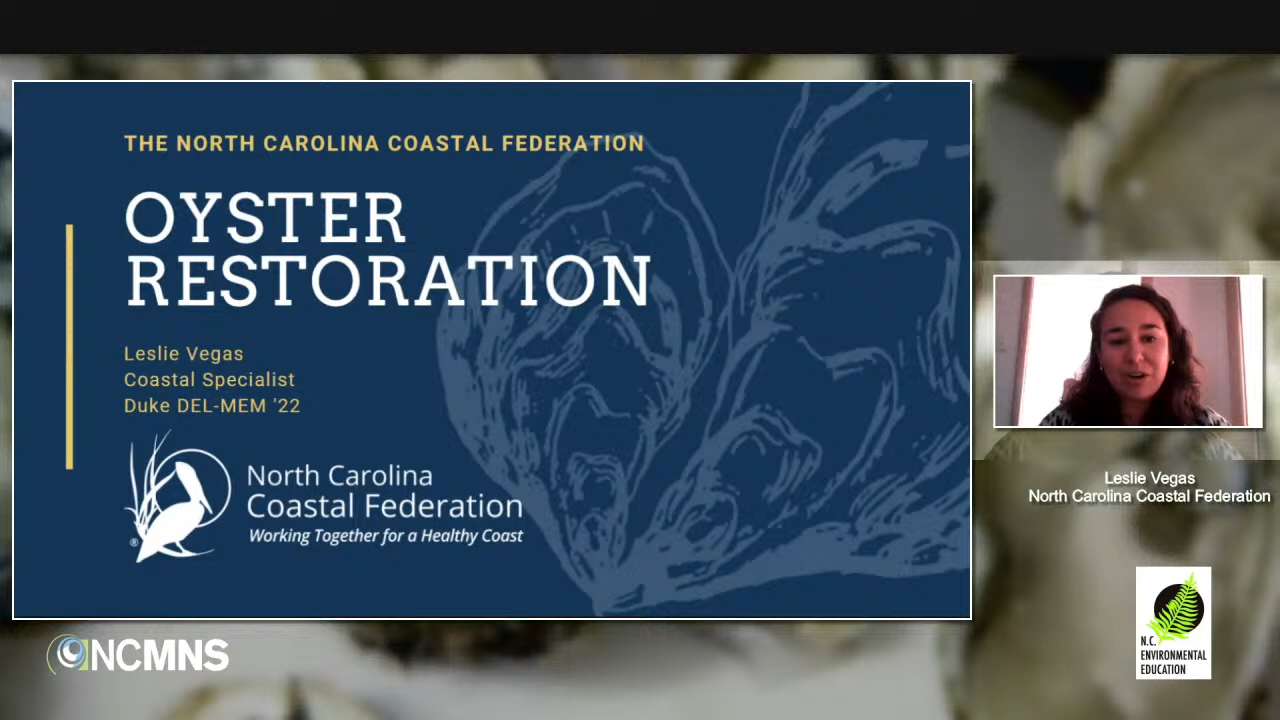 THE NORTH CAROLINA COASTAL FEDERATION
OYSTER
RESTORATION
Leslie Vegas
Coastal Specialist
Duke DEL-MEM '22
North Carolina
Coastal Federation
®
Working Together for a Healthy Coast
Leslie Vegas
North Carolina Coastal Federation
NCMNS
N.C.
ENVIRONMENTAL
EDUCATION